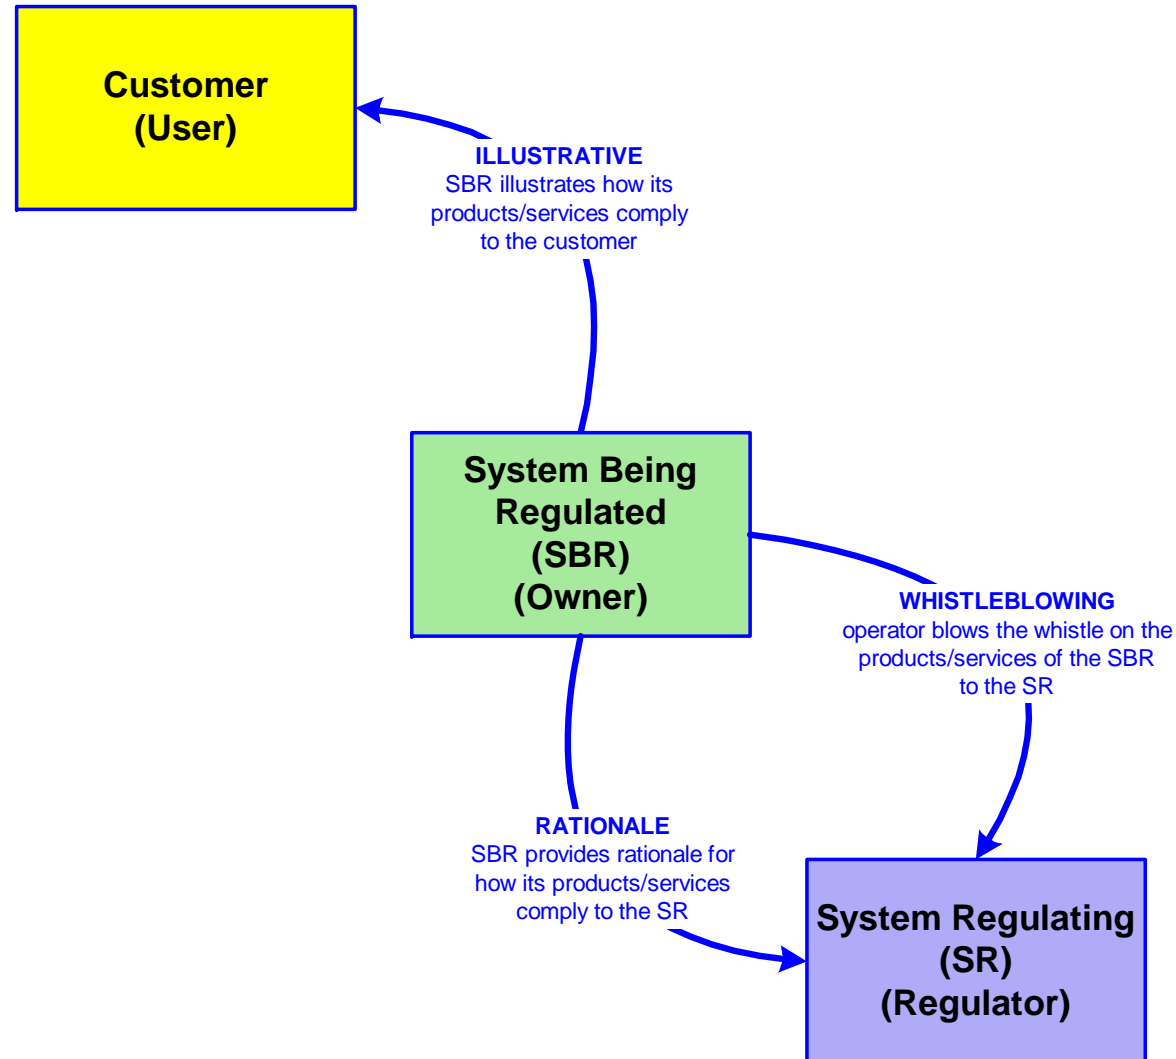 Customer
(User)
ILLUSTRATIVE
SBR illustrates how its
products/services comply
to the customer
System Being
Regulated
(SBR)
(Owner)
WHISTLEBLOWING
operator blows the whistle on the
products/services of the SBR
to the SR
RATIONALE
SBR provides rationale for
how its products/services
comply to the SR
System Regulating
(SR)
(Regulator)